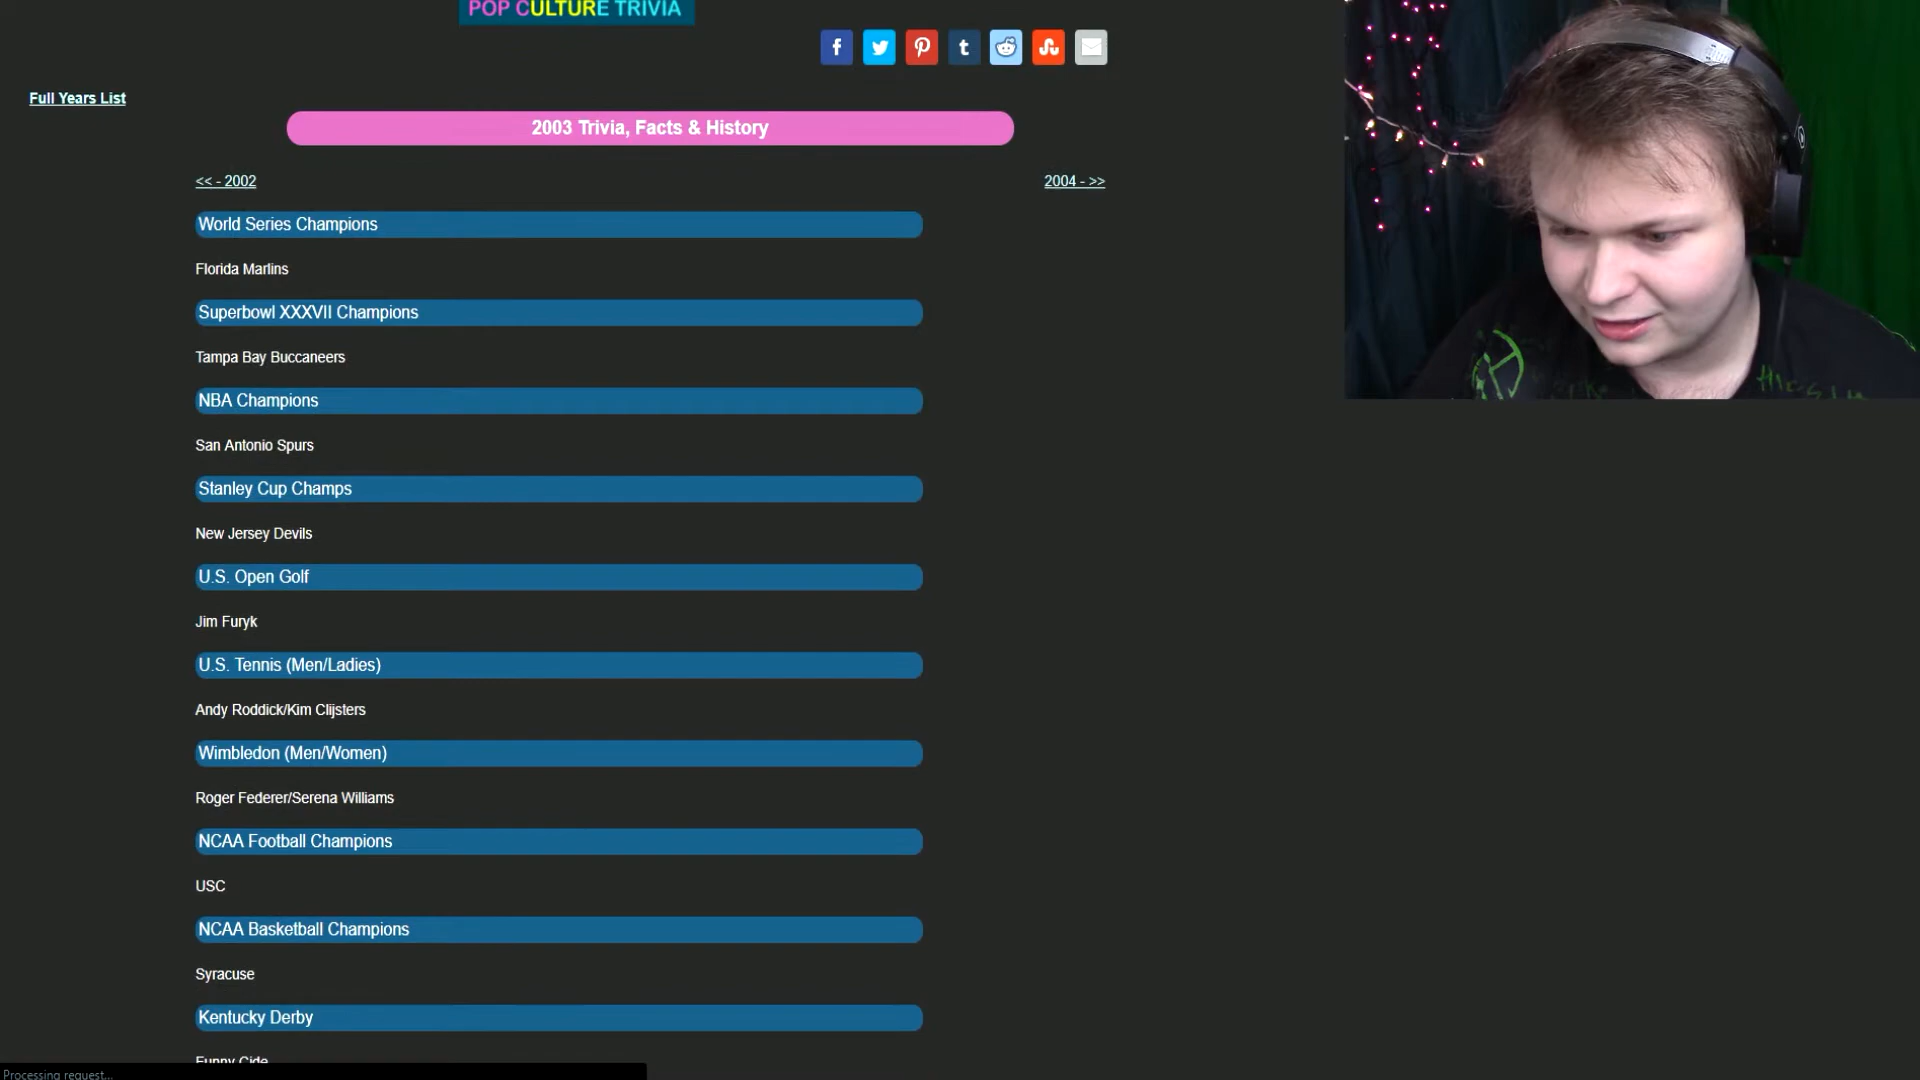 POP CULTURE TRIVIA
Full Years List
2003 Trivia, Facts & History
<< - 2002
2004 - >>
World Series Champions
Florida Marlins
Superbowl XXXVII Champions
Tampa Bay Buccaneers
NBA Champions
San Antonio Spurs
Stanley Cup Champs
New Jersey Devils
U.S. Open Golf
Jim Furyk
U.S. Tennis (Men/Ladies)
Andy Roddick/Kim Clijsters
Wimbledon (Men/Women)
Roger Federer/Serena Williams
NCAA Football Champions
USC
NCAA Basketball Champions
Syracuse
Kentucky Derby
Funny Cide
Processing request...